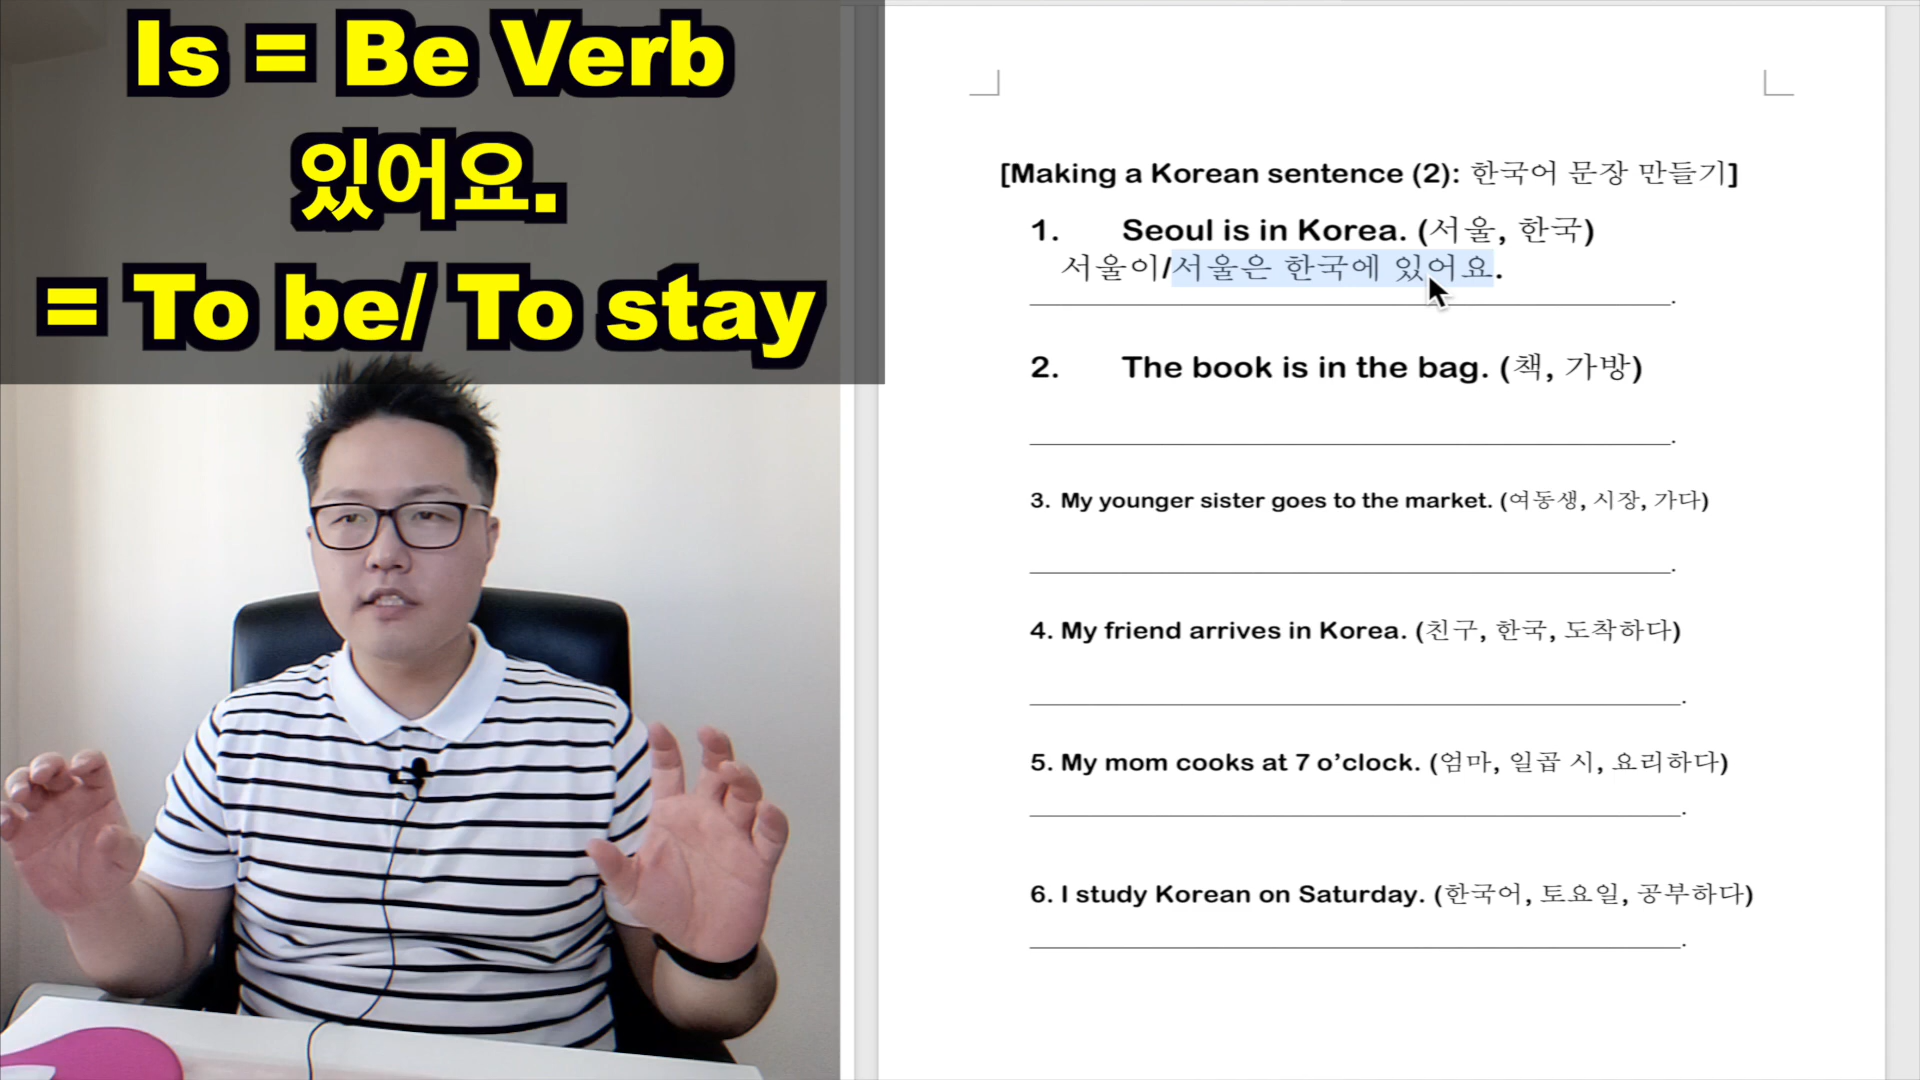 Is = Be Verb
있어요.
= To be/ To stay
[Making a Korean sentence (2): 한국어 문장 만들기]
1. Seoul is in Korea. (서울, 한국)
서울이/서울은 한국에 있어요.
2. The book is in the bag. (책, 가방)
3. My younger sister goes to the market. (여동생, 시장, 가다)
4. My friend arrives in Korea. (친구, 한국, 도착하다)
5. My mom cooks at 7 o’clock. (엄마, 일곱 시, 요리하다)
6. I study Korean on Saturday. (한국어, 토요일, 공부하다)